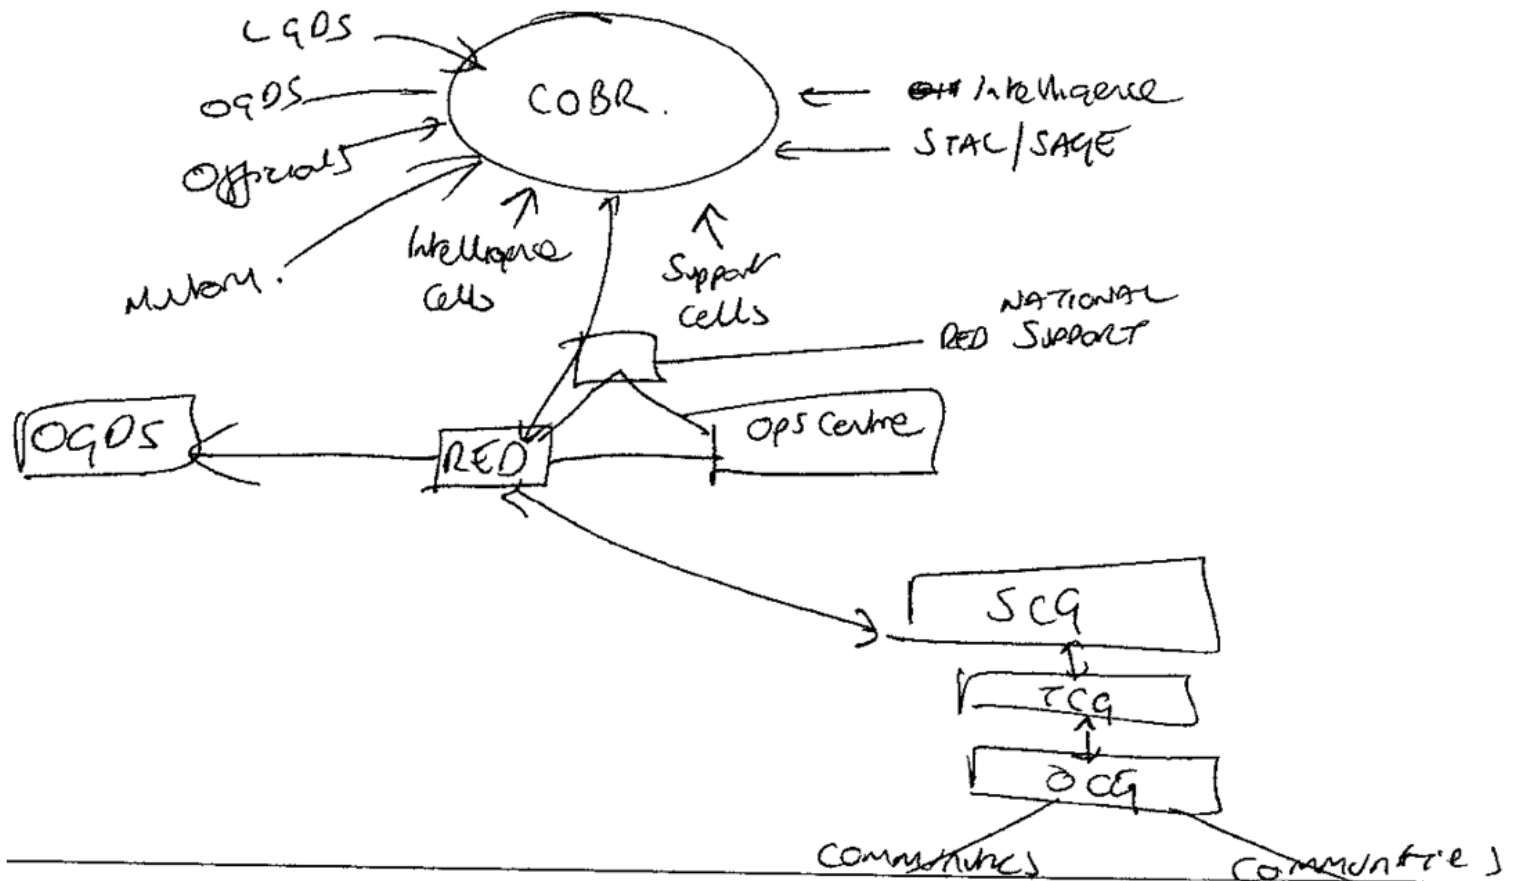 LGDS
OGDS
COBR.
Intelligence
STAC/SAGE
Officials
Military.
Intelligence
Cells
Support
Cells
NATIONAL
RED SUPPORT
OGDS
RED
OPS Centre
SCG
TCG
OCG
Communities
Communities